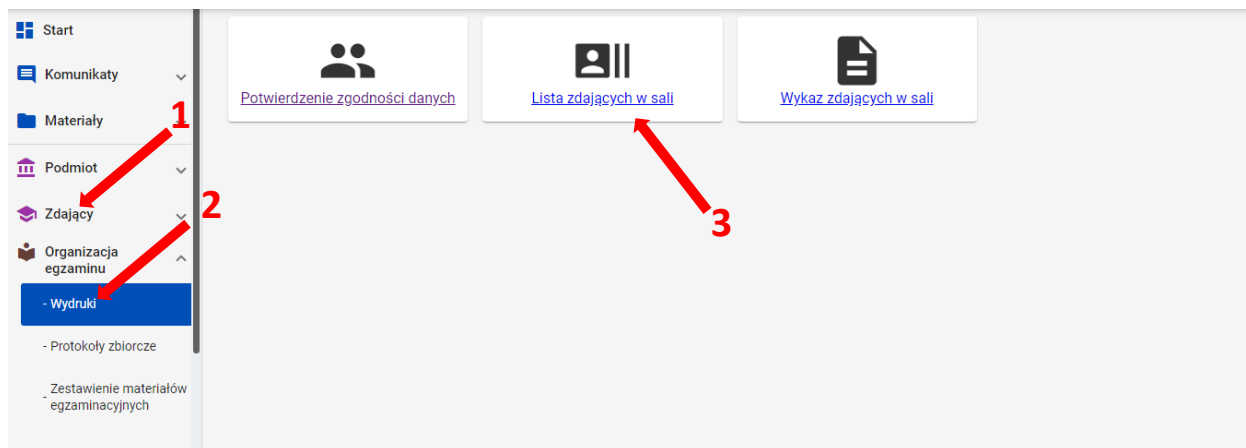 Start
Komunikaty
Materiały
1
Podmiot
Zdający
2
Organizacja
egzaminu
- Wydruki
- Protokoły zbiorcze
- Zestawienie materiałów
egzaminacyjnych
Potwierdzenie zgodności danych
Lista zdających w sali
Wykaz zdających w sali
3